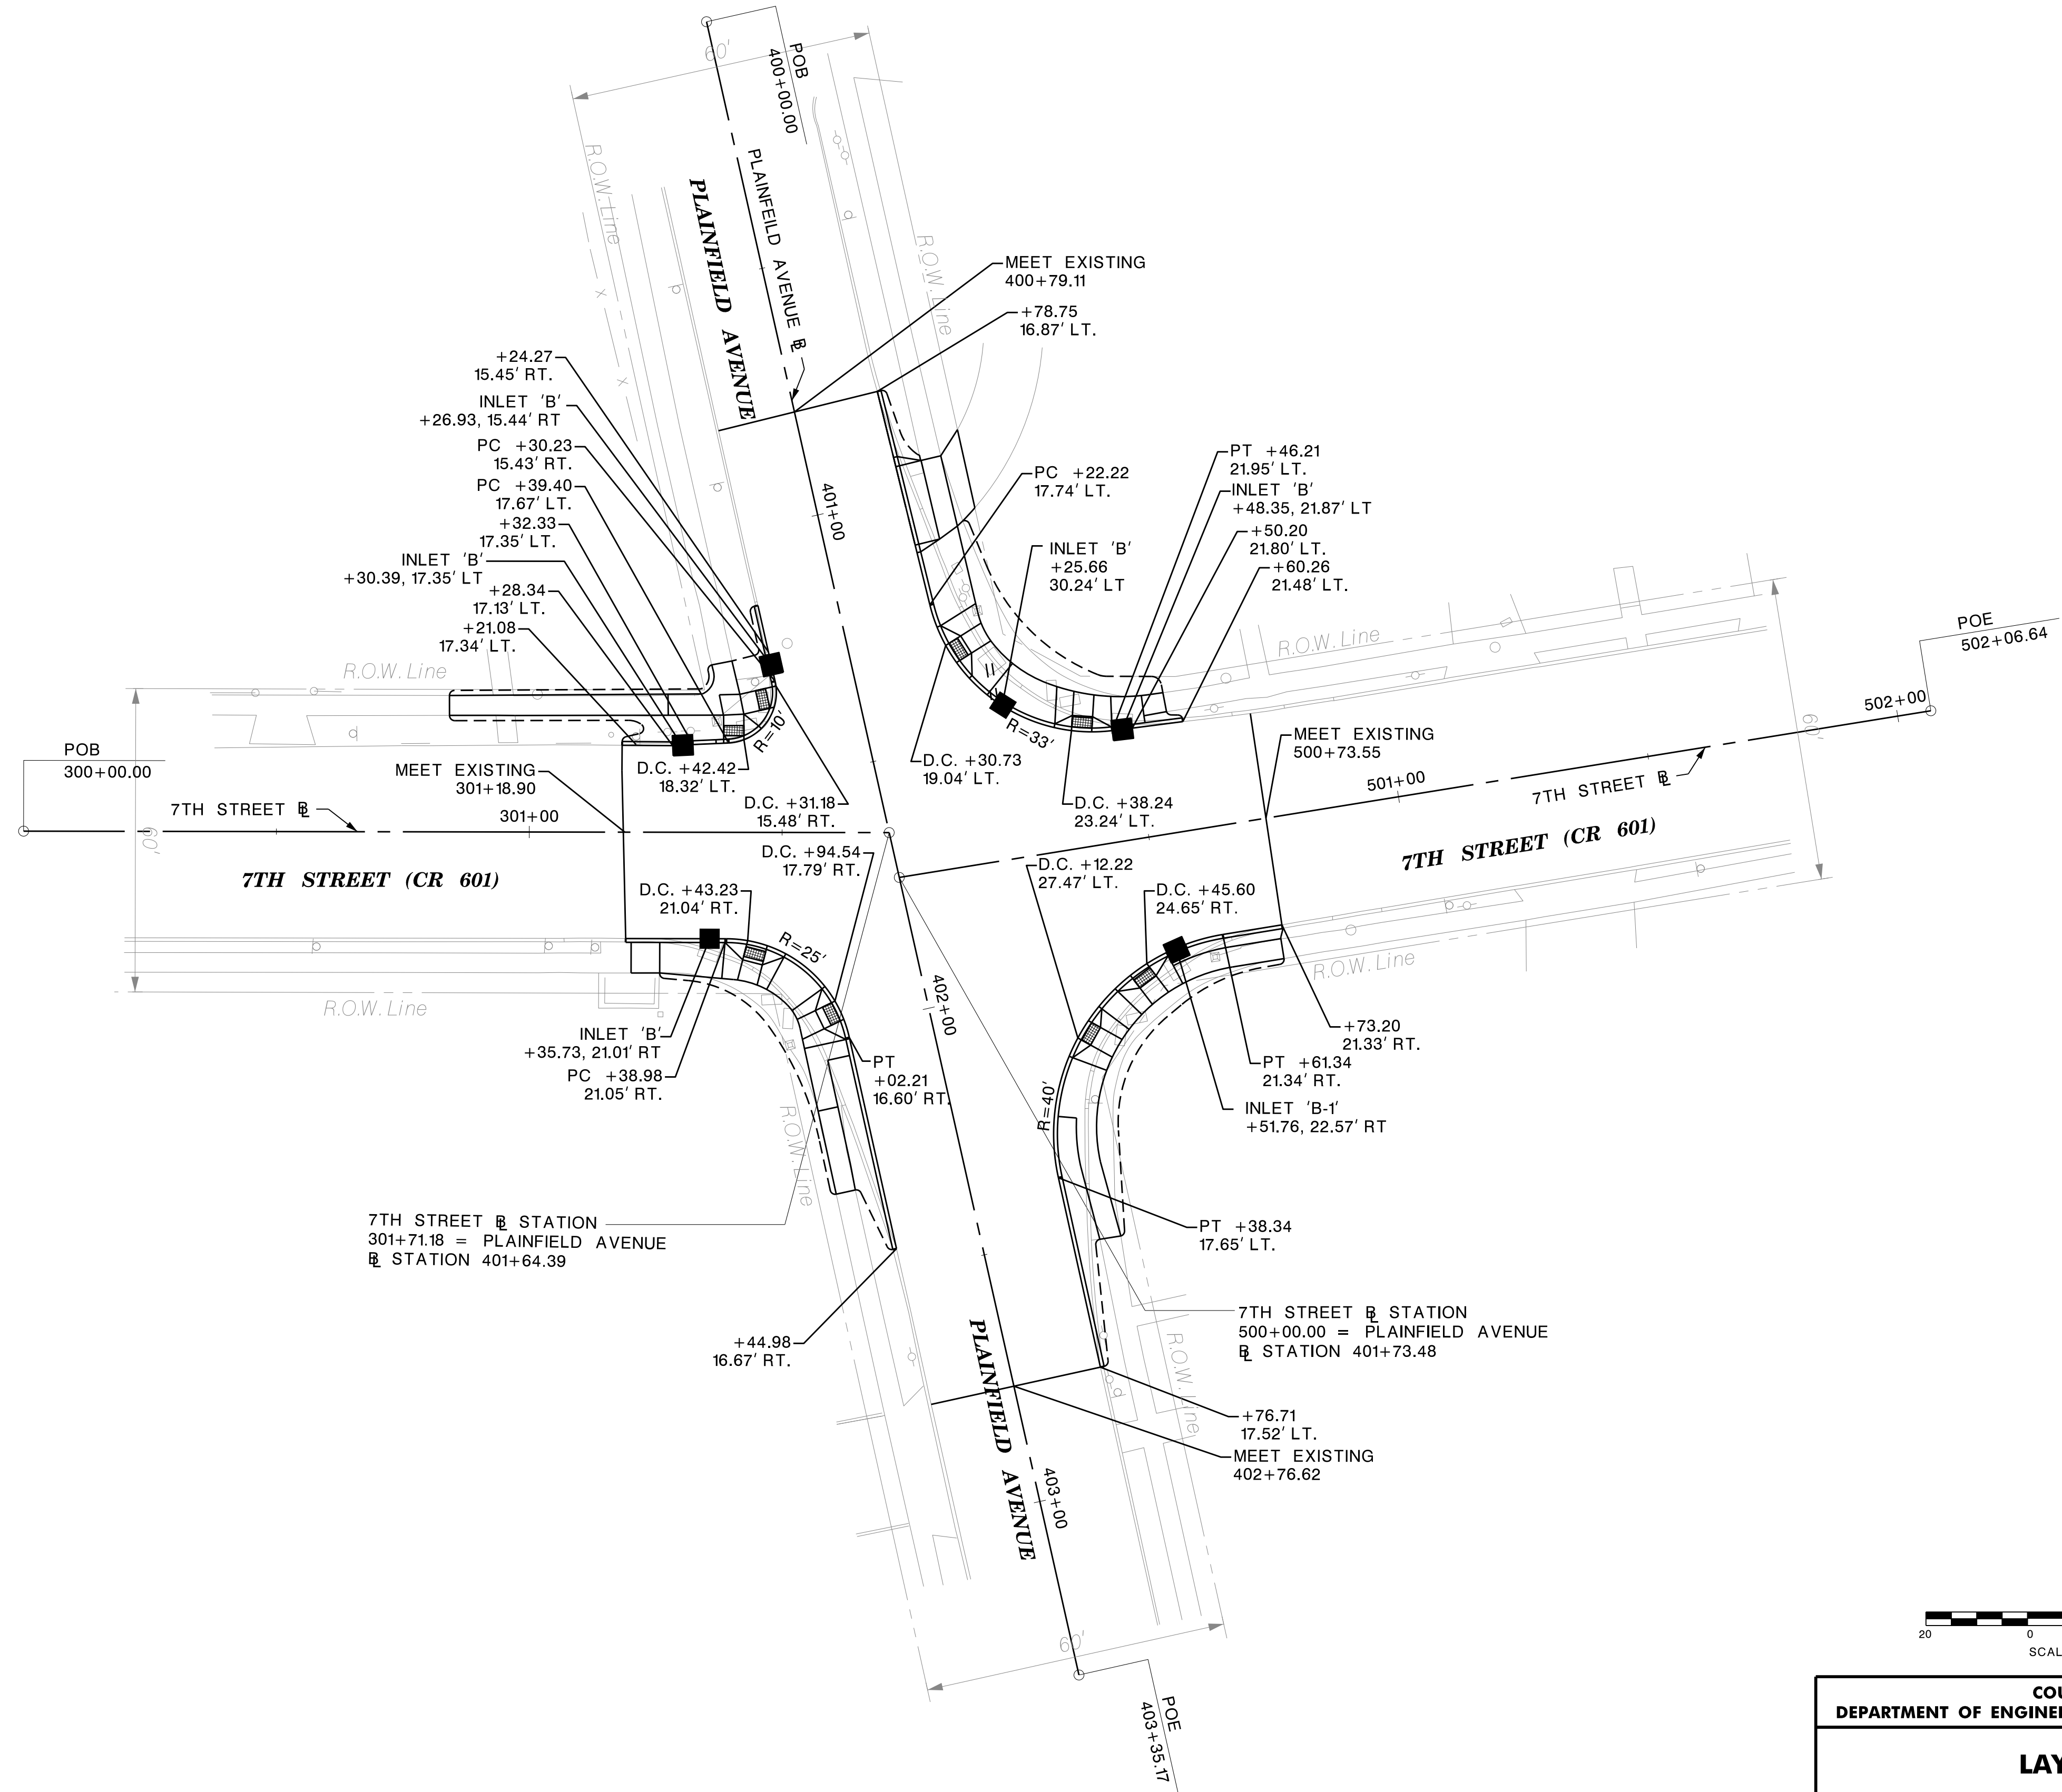 60'
POB
400+00.00
R.O.W. Line
PLAINFIELD AVENUE
PLAINFEILD AVENUE ℄
R.O.W. Line
MEET EXISTING
400+79.11
+78.75
16.87' LT.
+24.27
15.45' RT.
INLET 'B'
+26.93, 15.44' RT
PC +30.23
15.43' RT.
PC +39.40
17.67' LT.
+32.33
17.35' LT.
INLET 'B'
+30.39, 17.35' LT
+28.34
17.13' LT.
+21.08
17.34' LT.
401+00
PC +22.22
17.74' LT.
PT +46.21
21.95' LT.
INLET 'B'
+48.35, 21.87' LT
+50.20
21.80' LT.
+60.26
21.48' LT.
INLET 'B'
+25.66
30.24' LT
R=33'
R=10'
R.O.W. Line
R.O.W. Line
POE
502+06.64
502+00
60'
POB
300+00.00
7TH STREET ℄
60'
7TH STREET (CR 601)
MEET EXISTING
301+18.90
301+00
D.C. +42.42
18.32' LT.
D.C. +31.18
15.48' RT.
D.C. +30.73
19.04' LT.
D.C. +38.24
23.24' LT.
MEET EXISTING
500+73.55
501+00
7TH STREET ℄
7TH STREET (CR 601)
D.C. +94.54
17.79' RT.
D.C. +43.23
21.04' RT.
D.C. +12.22
27.47' LT.
D.C. +45.60
24.65' RT.
R=25'
R.O.W. Line
R.O.W. Line
402+00
INLET 'B'
+35.73, 21.01' RT
PC +38.98
21.05' RT.
PT
+02.21
16.60' RT.
R=40'
+73.20
21.33' RT.
PT +61.34
21.34' RT.
INLET 'B-1'
+51.76, 22.57' RT
R.O.W. Line
7TH STREET ℄ STATION
301+71.18 = PLAINFIELD AVENUE
℄ STATION 401+64.39
PT +38.34
17.65' LT.
7TH STREET ℄ STATION
500+00.00 = PLAINFIELD AVENUE
℄ STATION 401+73.48
+44.98
16.67' RT.
PLAINFIELD AVENUE
R.O.W. Line
+76.71
17.52' LT.
MEET EXISTING
402+76.62
403+00
60'
POE
403+35.17
20 0
SCAL
COU
DEPARTMENT OF ENGINEE
LAY